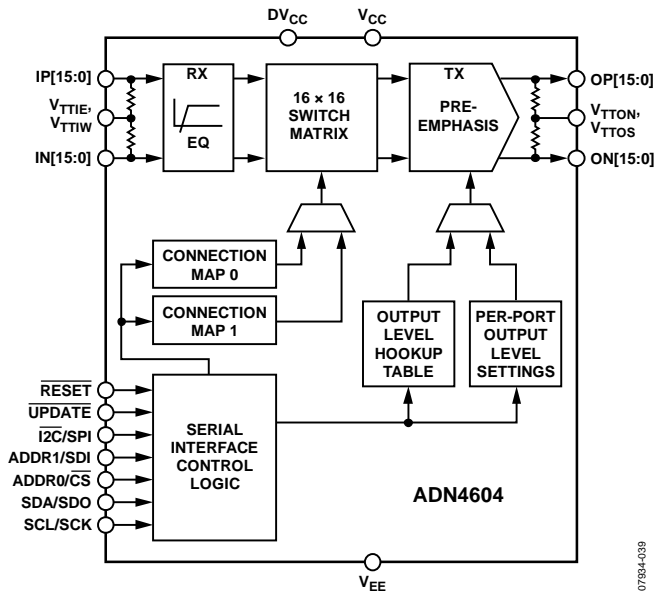 DVCC
VCC
IP[15:0]
VTTIE,
VTTIW
IN[15:0]
RX
EQ
16 × 16
SWITCH
MATRIX
TX
PRE-
EMPHASIS
OP[15:0]
VTTON,
VTTOS
ON[15:0]
CONNECTION
MAP 0
CONNECTION
MAP 1
OUTPUT
LEVEL
HOOKUP
TABLE
PER-PORT
OUTPUT
LEVEL
SETTINGS
RESET
UPDATE
I2C/SPI
ADDR1/SDI
ADDR0/CS
SDA/SDO
SCL/SCK
SERIAL
INTERFACE
CONTROL
LOGIC
ADN4604
VEE
07934-039